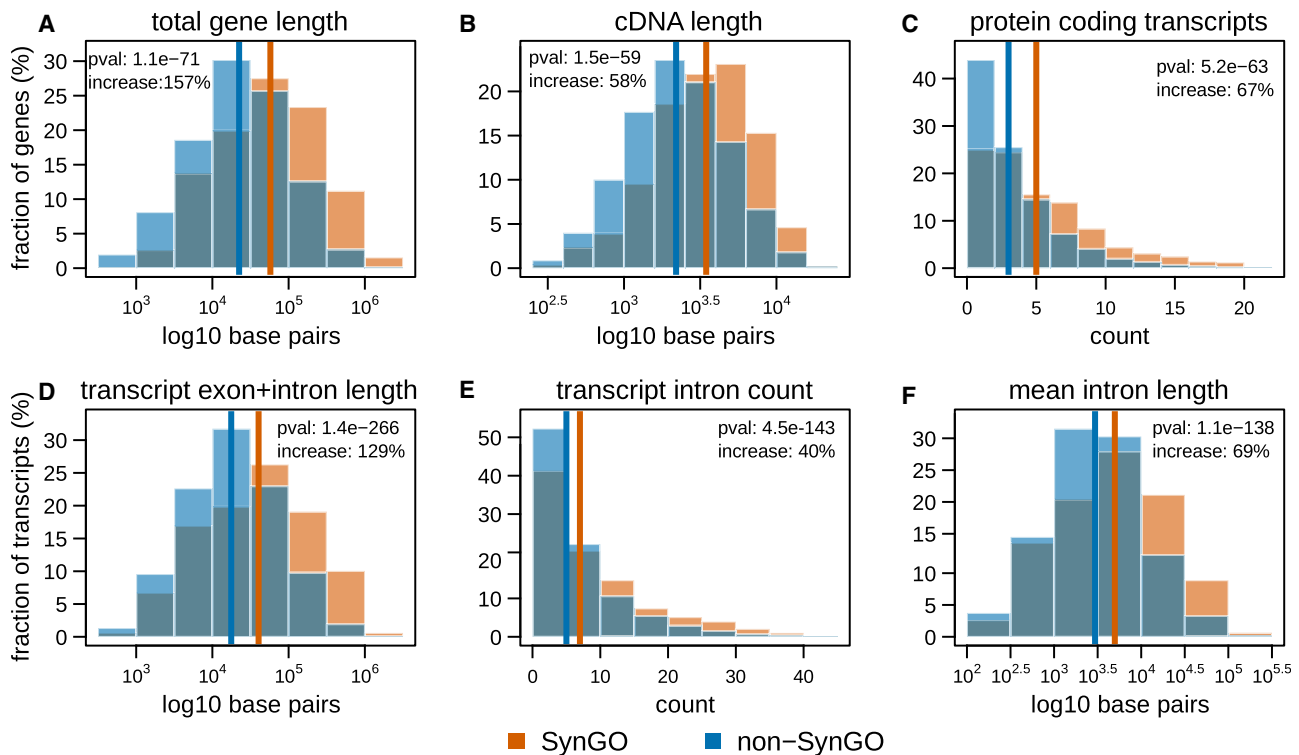 A total gene length
pval: 1.1e−71
increase:157%
fraction of genes (%)
30
25
20
15
10
5
0
10^3 10^4 10^5 10^6
log10 base pairs
B cDNA length
pval: 1.5e−59
increase: 58%
20
15
10
5
0
10^2.5 10^3 10^3.5 10^4
log10 base pairs
C protein coding transcripts
pval: 5.2e−63
increase: 67%
40
30
20
10
0
0 5 10 15 20
count
D transcript exon+intron length
pval: 1.4e−266
increase: 129%
fraction of transcripts (%)
30
25
20
15
10
5
0
10^3 10^4 10^5 10^6
log10 base pairs
E transcript intron count
pval: 4.5e-143
increase: 40%
50
40
30
20
10
0
0 10 20 30 40
count
F mean intron length
pval: 1.1e−138
increase: 69%
30
25
20
15
10
5
0
10^2 10^2.5 10^3 10^3.5 10^4 10^4.5 10^5 10^5.5
log10 base pairs
SynGO non−SynGO